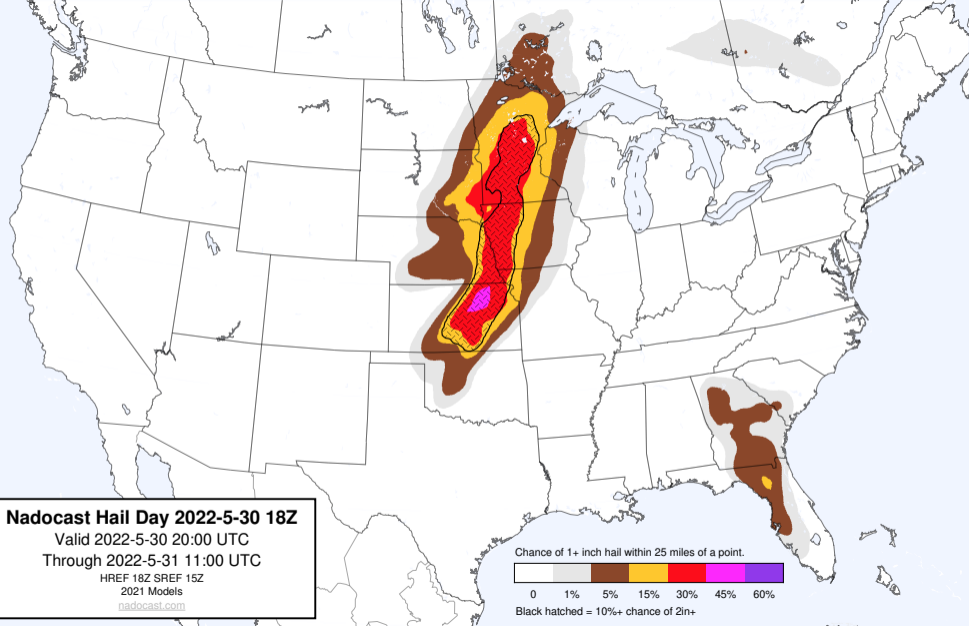 Nadocast Hail Day 2022-5-30 18Z
Valid 2022-5-30 20:00 UTC
Through 2022-5-31 11:00 UTC
HREF 18Z SREF 15Z
2021 Models
nadocast.com
Chance of 1+ inch hail within 25 miles of a point.
0 1% 5% 15% 30% 45% 60%
Black hatched = 10%+ chance of 2in+